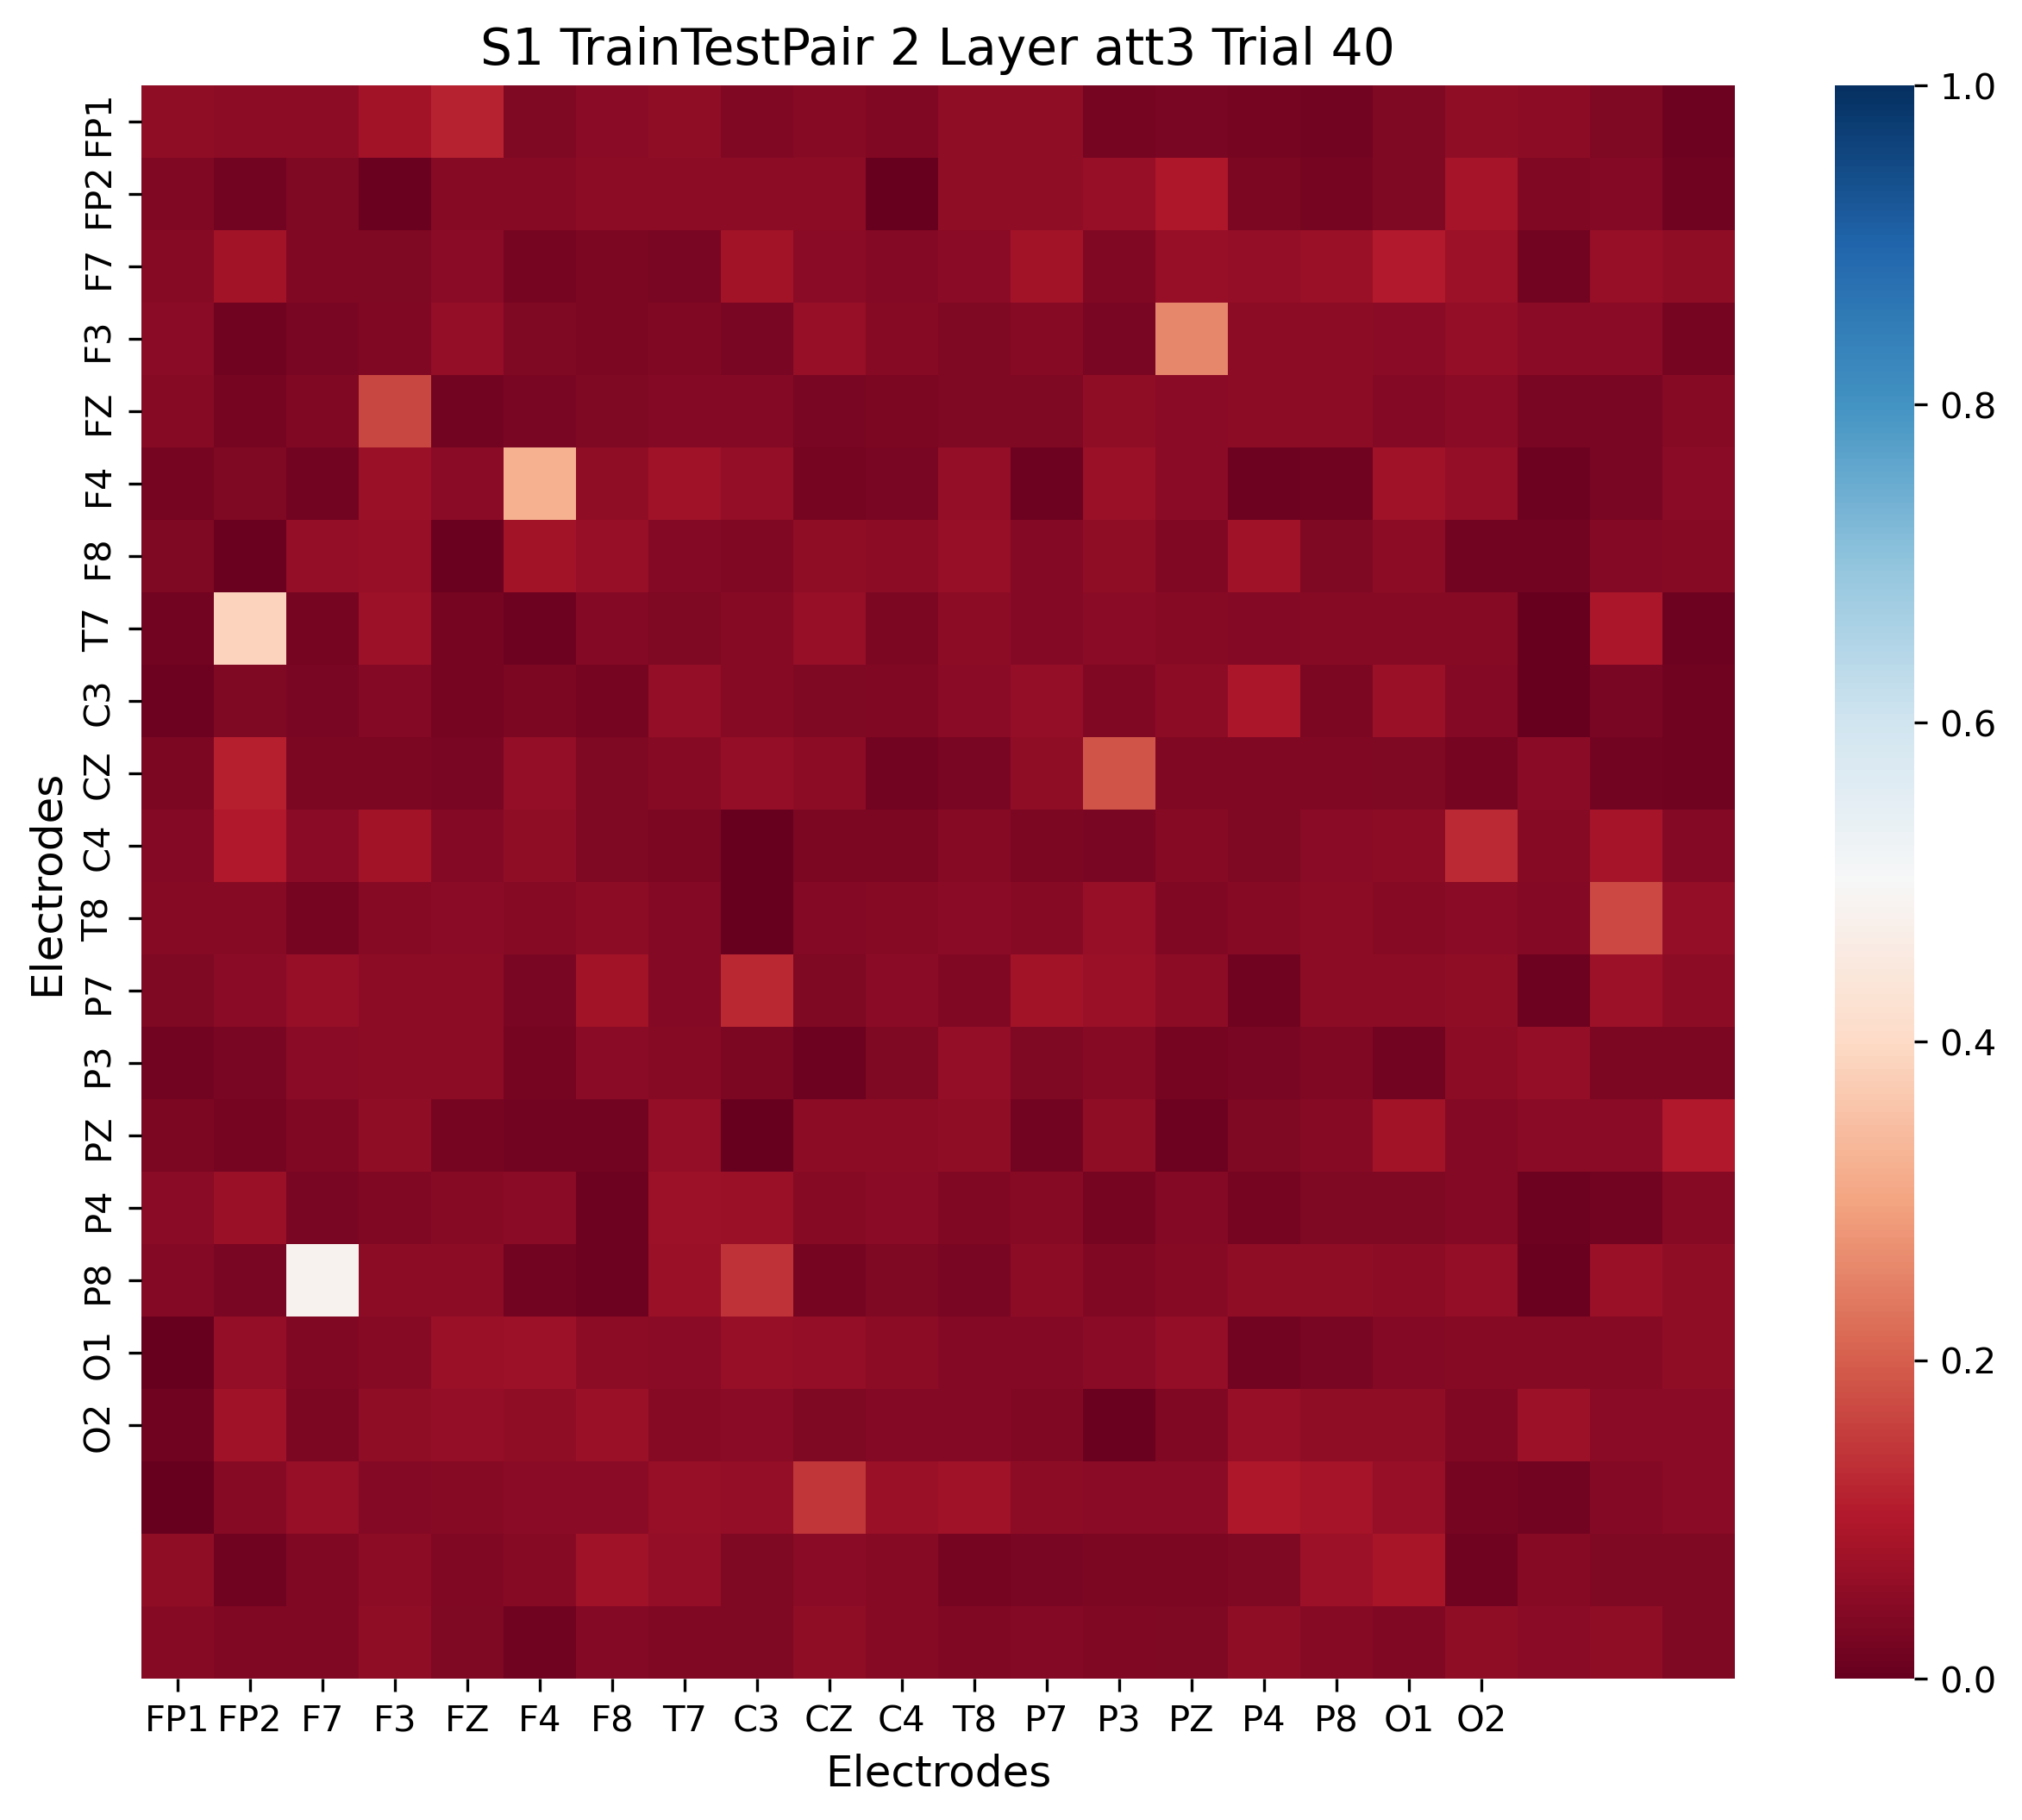 S1 TrainTestPair 2 Layer att3 Trial 40
Electrodes
FP1
FP2
F7
F3
FZ
F4
F8
T7
C3
CZ
C4
T8
P7
P3
PZ
P4
P8
O1
O2
FP1 FP2 F7 F3 FZ F4 F8 T7 C3 CZ C4 T8 P7 P3 PZ P4 P8 O1 O2
Electrodes
1.0
0.8
0.6
0.4
0.2
0.0